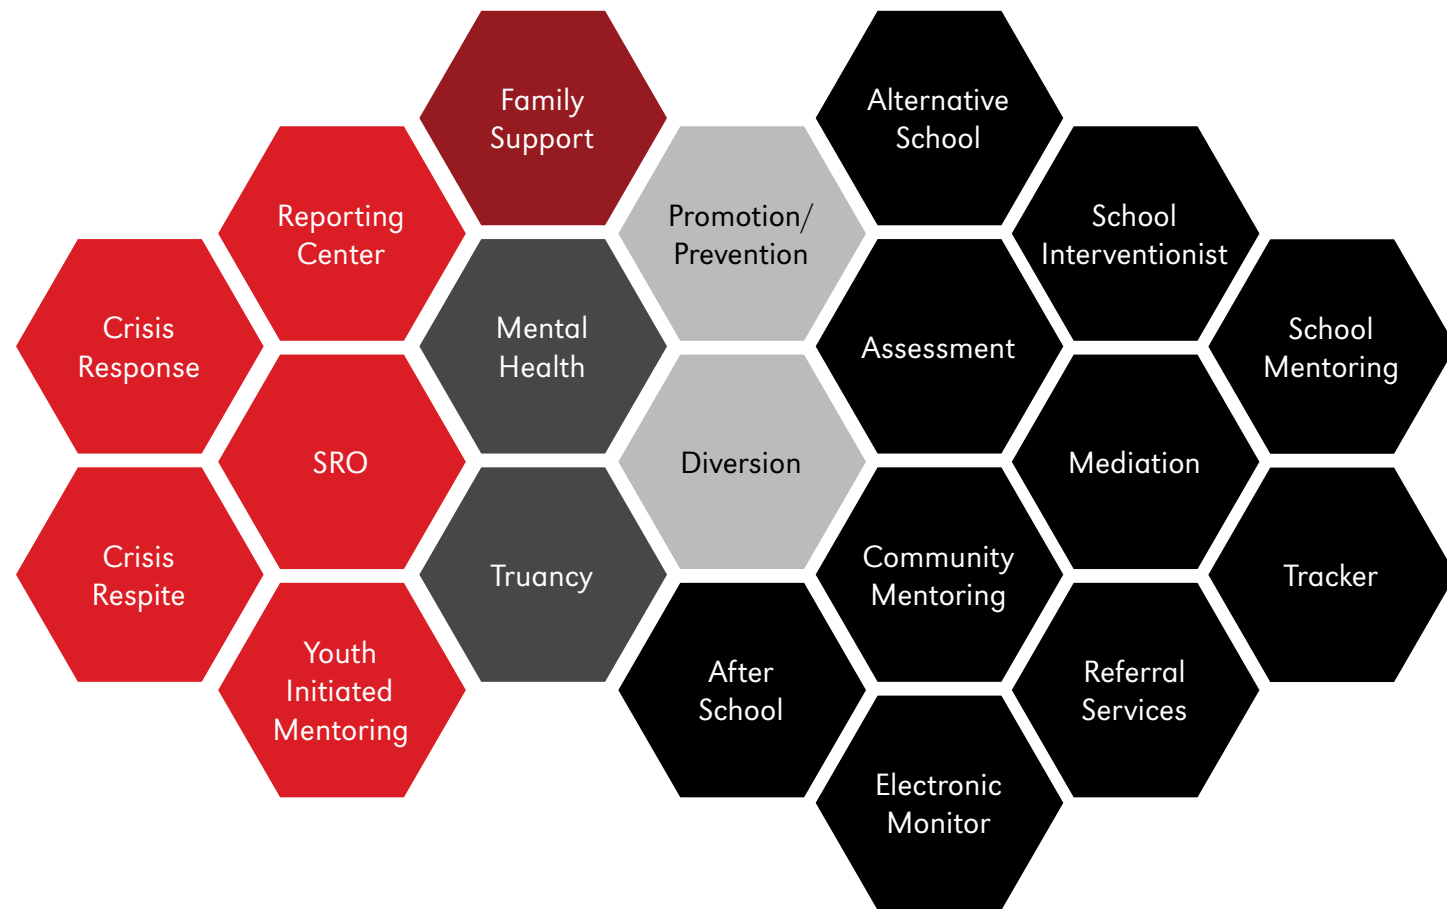 Family
Support
Alternative
School
Reporting
Center
Promotion/
Prevention
School
Interventionist
Crisis
Response
Mental
Health
Assessment
School
Mentoring
SRO
Diversion
Mediation
Crisis
Respite
Truancy
Community
Mentoring
Tracker
Youth
Initiated
Mentoring
After
School
Referral
Services
Electronic
Monitor